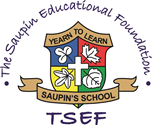 • The Saupin Educational Foundation •
YEARN TO LEARN
SAUPIN'S SCHOOL
TSEF